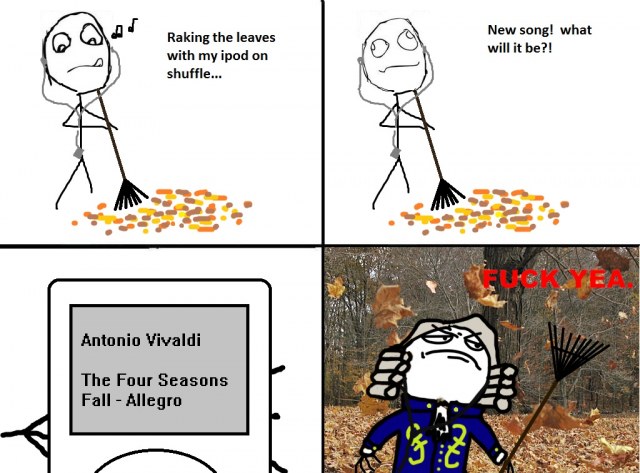 Raking the leaves
with my ipod on
shuffle...
New song!  what
will it be?!
Antonio Vivaldi
The Four Seasons
Fall - Allegro
FUCK YEA.